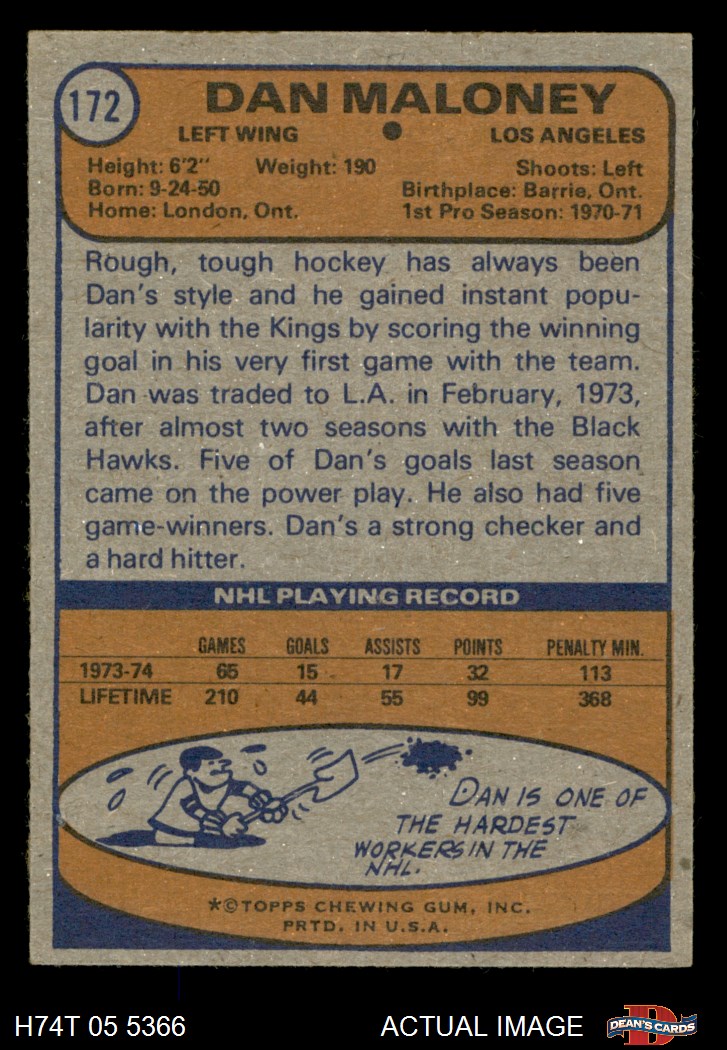 172
DAN MALONEY
LEFT WING ● LOS ANGELES
Height: 6'2" Weight: 190 Shoots: Left
Born: 9-24-50 Birthplace: Barrie, Ont.
Home: London, Ont. 1st Pro Season: 1970-71
Rough, tough hockey has always been
Dan's style and he gained instant popu-
larity with the Kings by scoring the winning
goal in his very first game with the team.
Dan was traded to L.A. in February, 1973,
after almost two seasons with the Black
Hawks. Five of Dan's goals last season
came on the power play. He also had five
game-winners. Dan's a strong checker and
a hard hitter.
NHL PLAYING RECORD
GAMES GOALS ASSISTS POINTS PENALTY MIN.
1973-74 65 15 17 32 113
LIFETIME 210 44 55 99 368
DAN IS ONE OF
THE HARDEST
WORKERS IN THE
NHL.
*©TOPPS CHEWING GUM, INC.
PRTD. IN U.S.A.
H74T 05 5366 ACTUAL IMAGE D DEAN'S CARDS